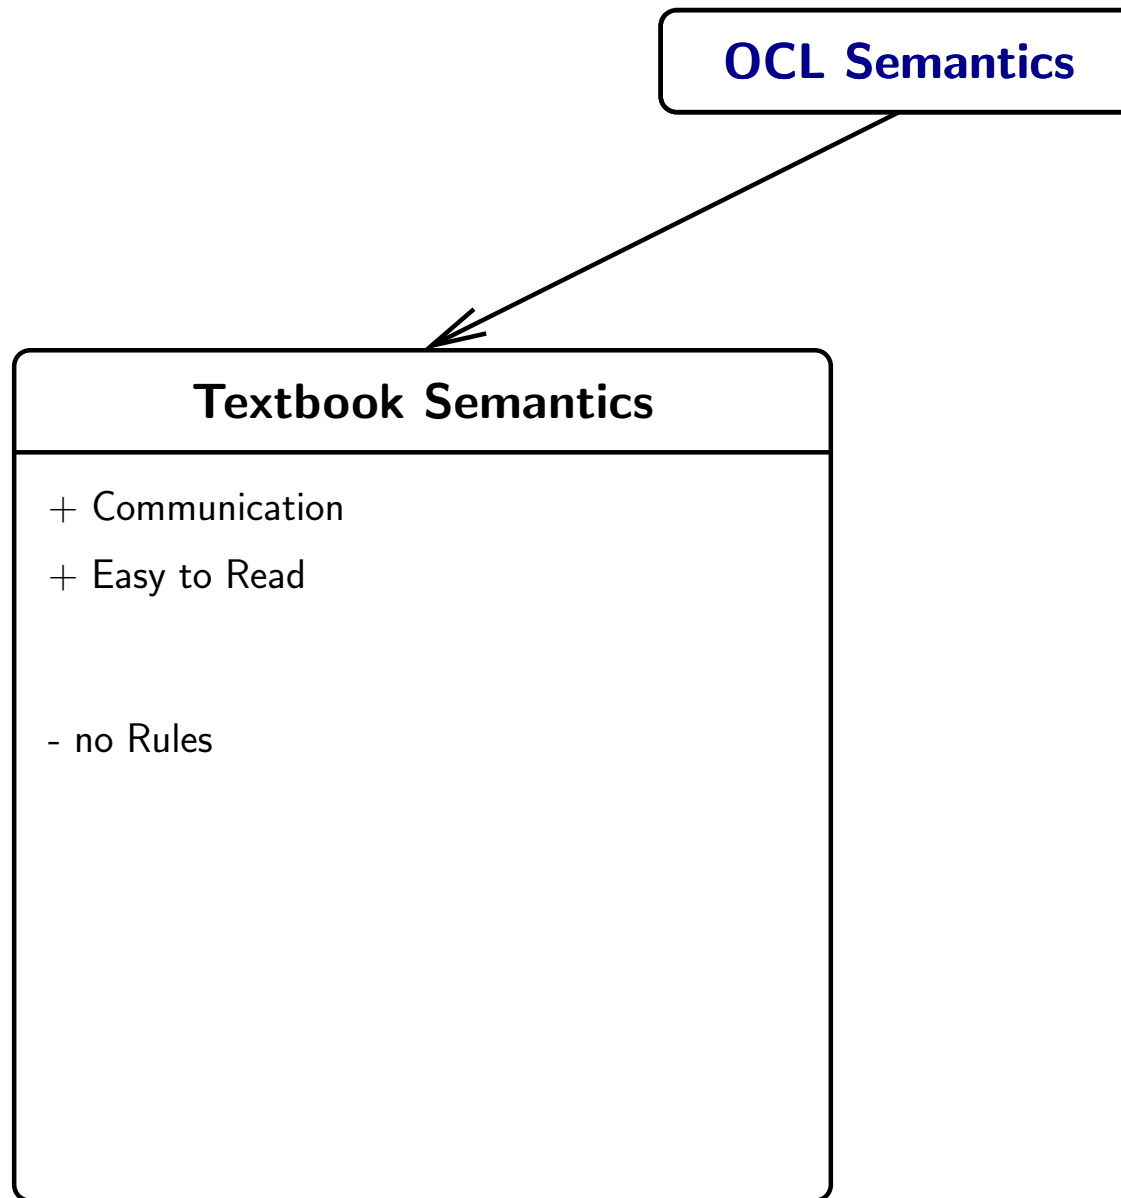 OCL Semantics
Textbook Semantics
+ Communication
+ Easy to Read
- no Rules